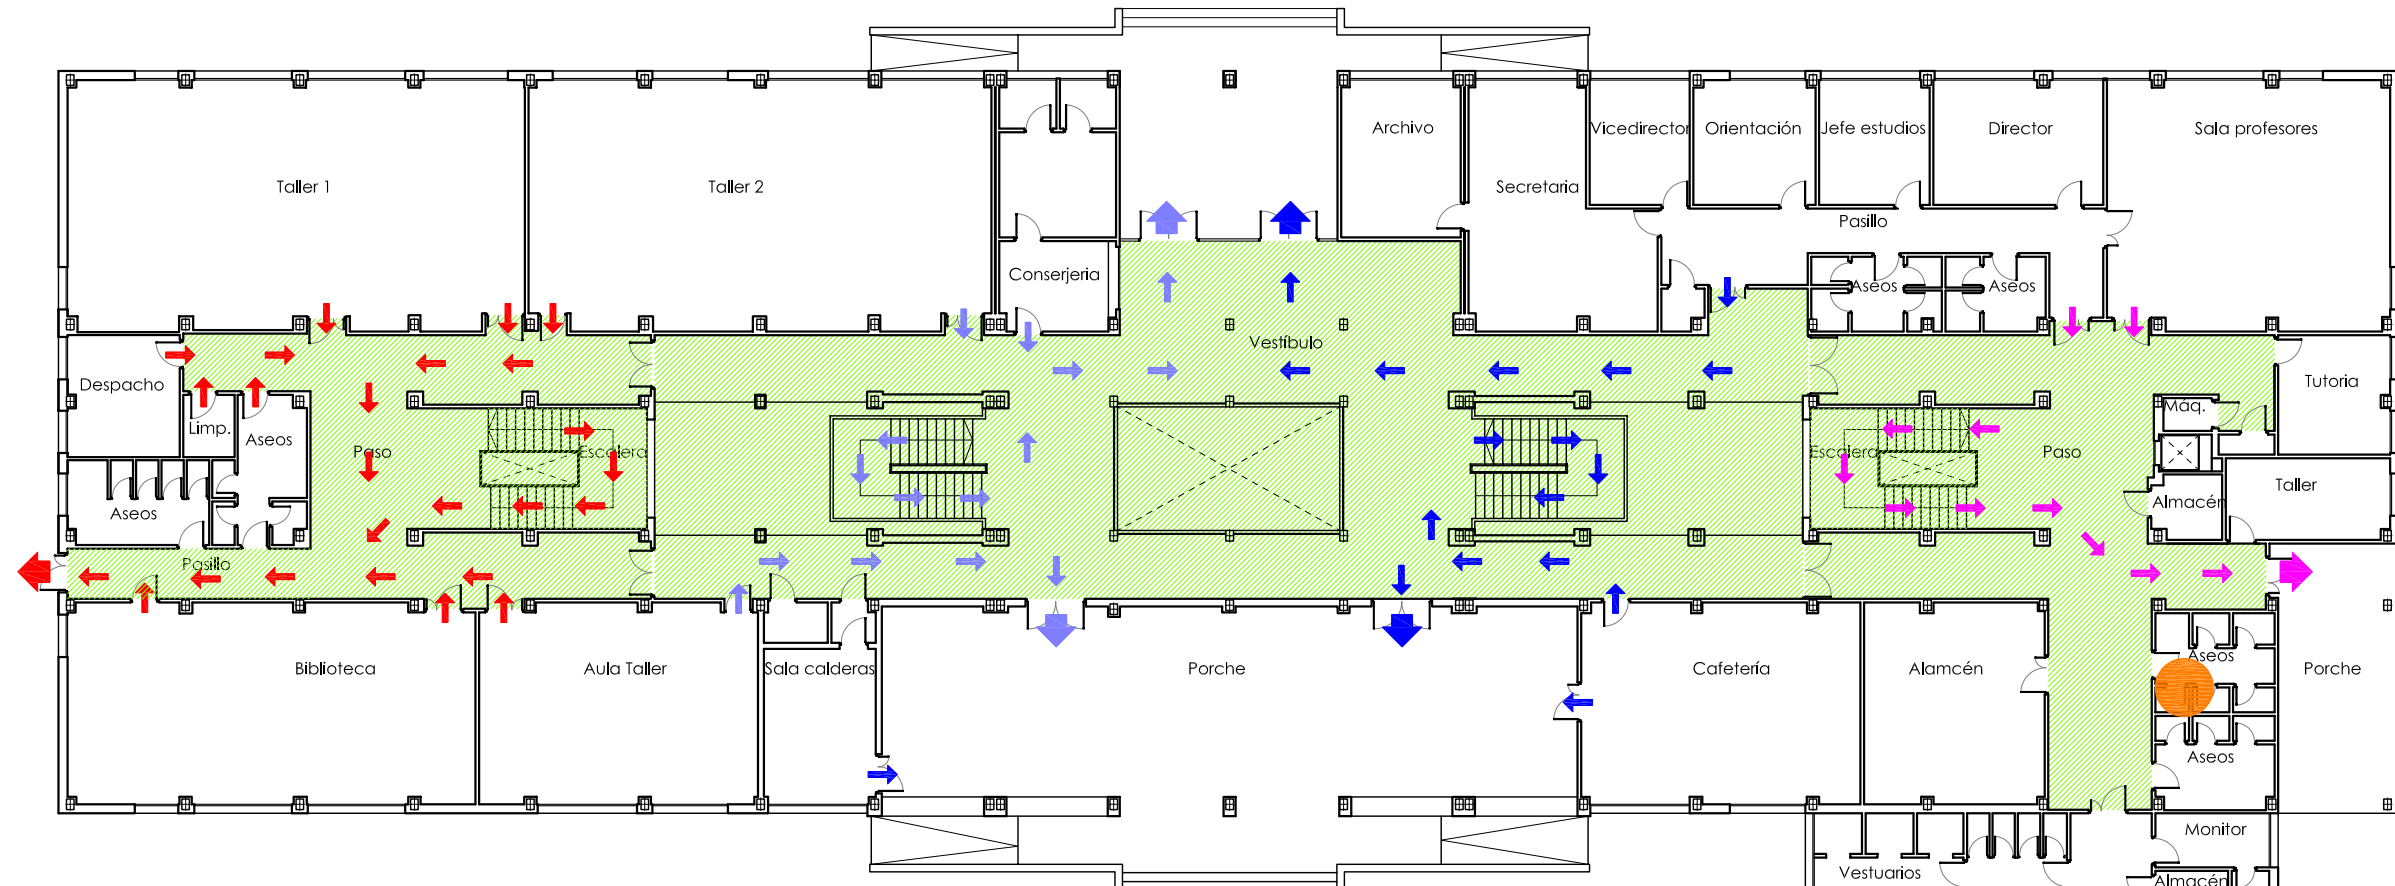 Archivo
Vicedirector
Orientación
Jefe estudios
Director
Sala profesores
Taller 1
Taller 2
Secretaria
Pasillo
Conserjeria
Aseos
Aseos
Vestíbulo
Despacho
Tutoria
Máq.
Limp.
Aseos
Paso
Escalera
Escalera
Paso
Taller
Almacén
Aseos
Pasillo
Aseos
Biblioteca
Aula Taller
Sala calderas
Porche
Cafetería
Alamcén
Porche
Aseos
Monitor
Vestuarios
Almacén